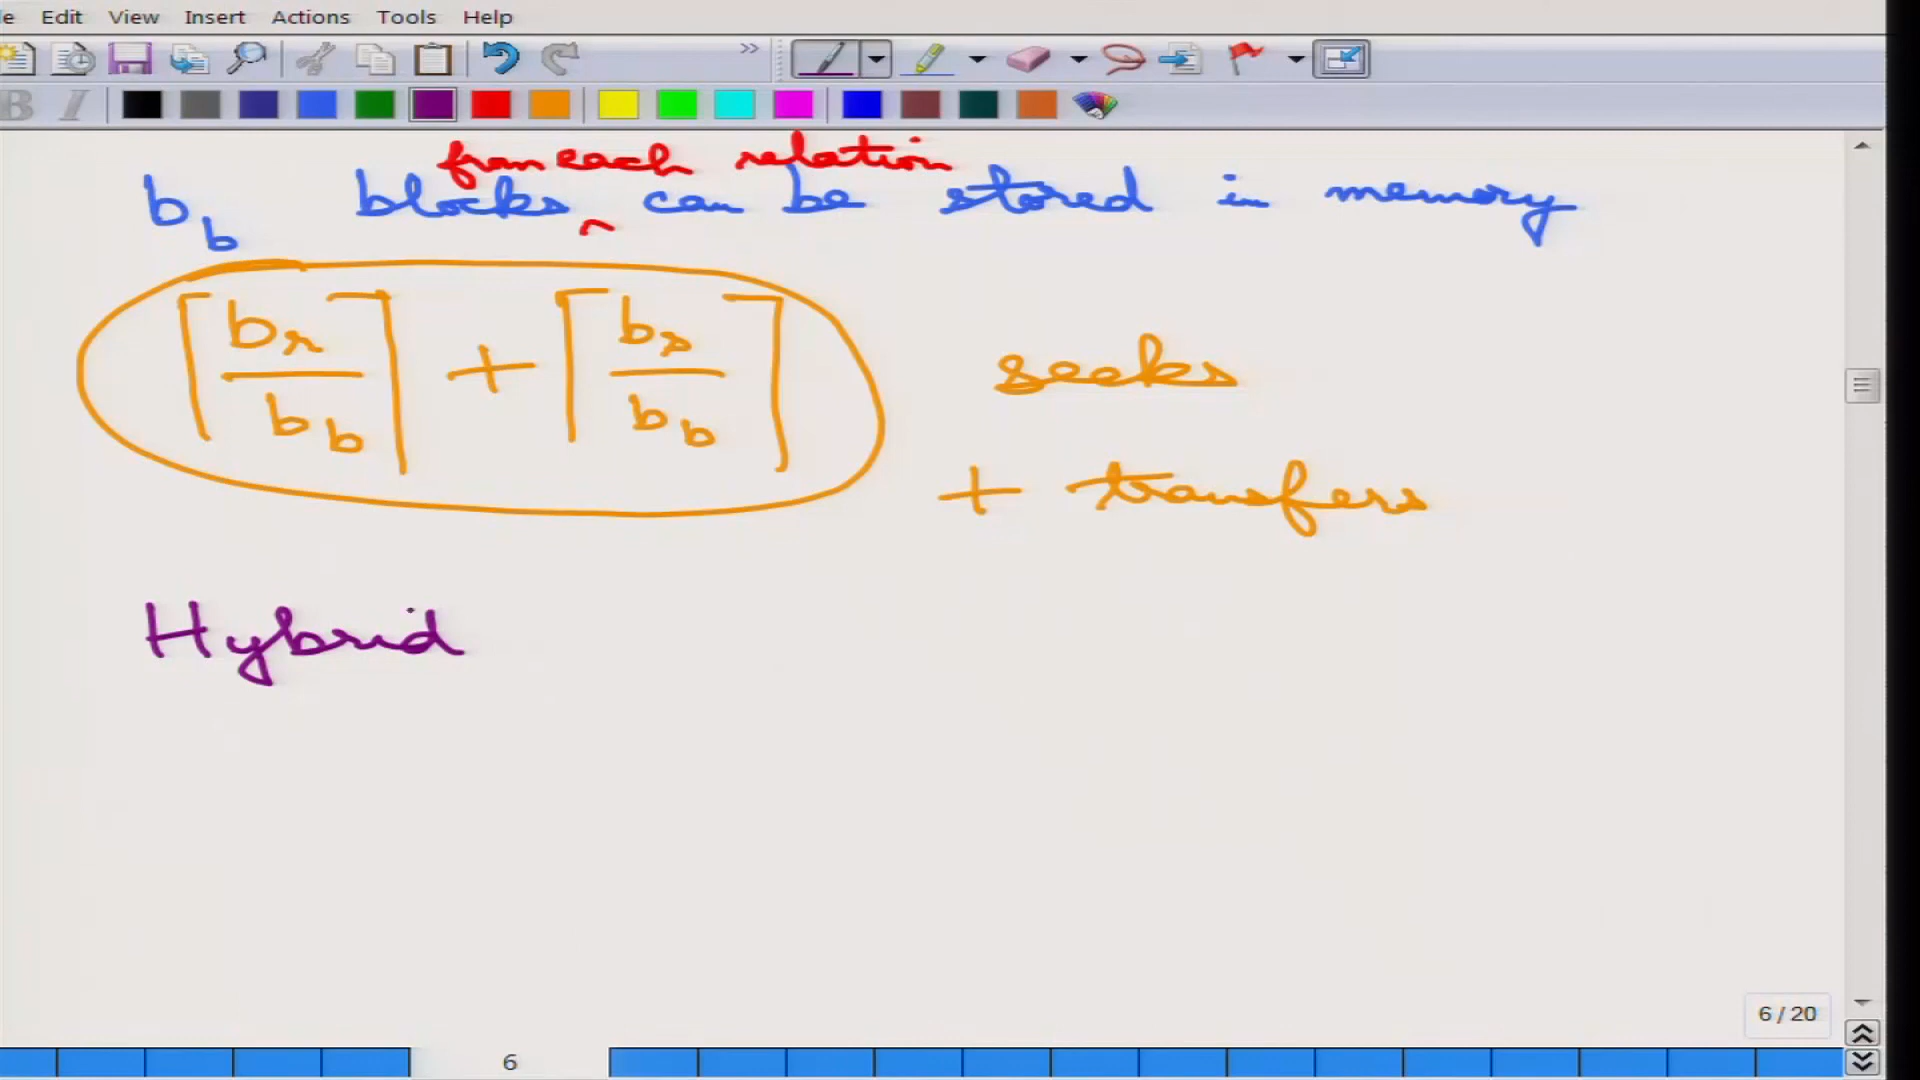 Edit View Insert Actions Tools Help
from each relation
b_b blocks ^ can be stored in memory
⌈b_r / b_b⌉ + ⌈b_s / b_b⌉ seeks
+ transfers
Hybrid
6 / 20
6